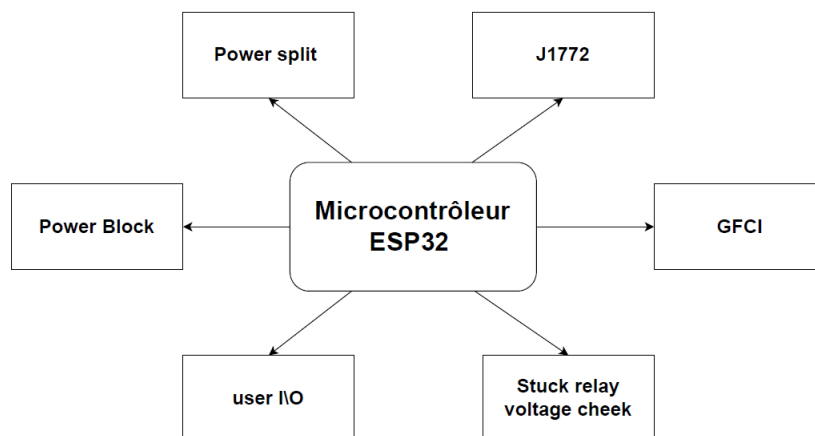 Power split
J1772
Microcontrôleur
ESP32
Power Block
GFCI
user I\O
Stuck relay
voltage cheek